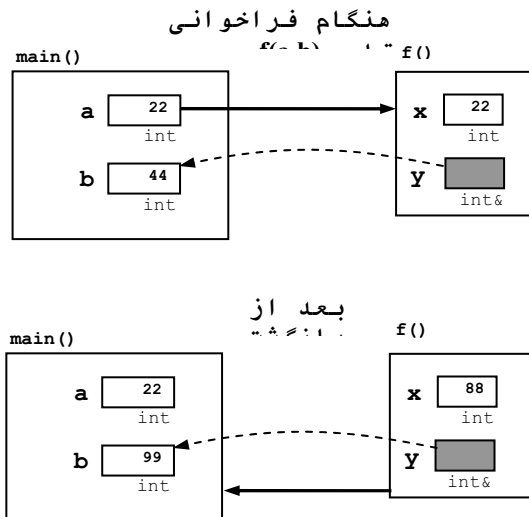 هنگام فراخوانی
f(a,b)
main() f()
a 22 x 22
int int
b 44 y
int int&
بعد از
main() f()
a 22 x 88
int int
b 99 y
int int&